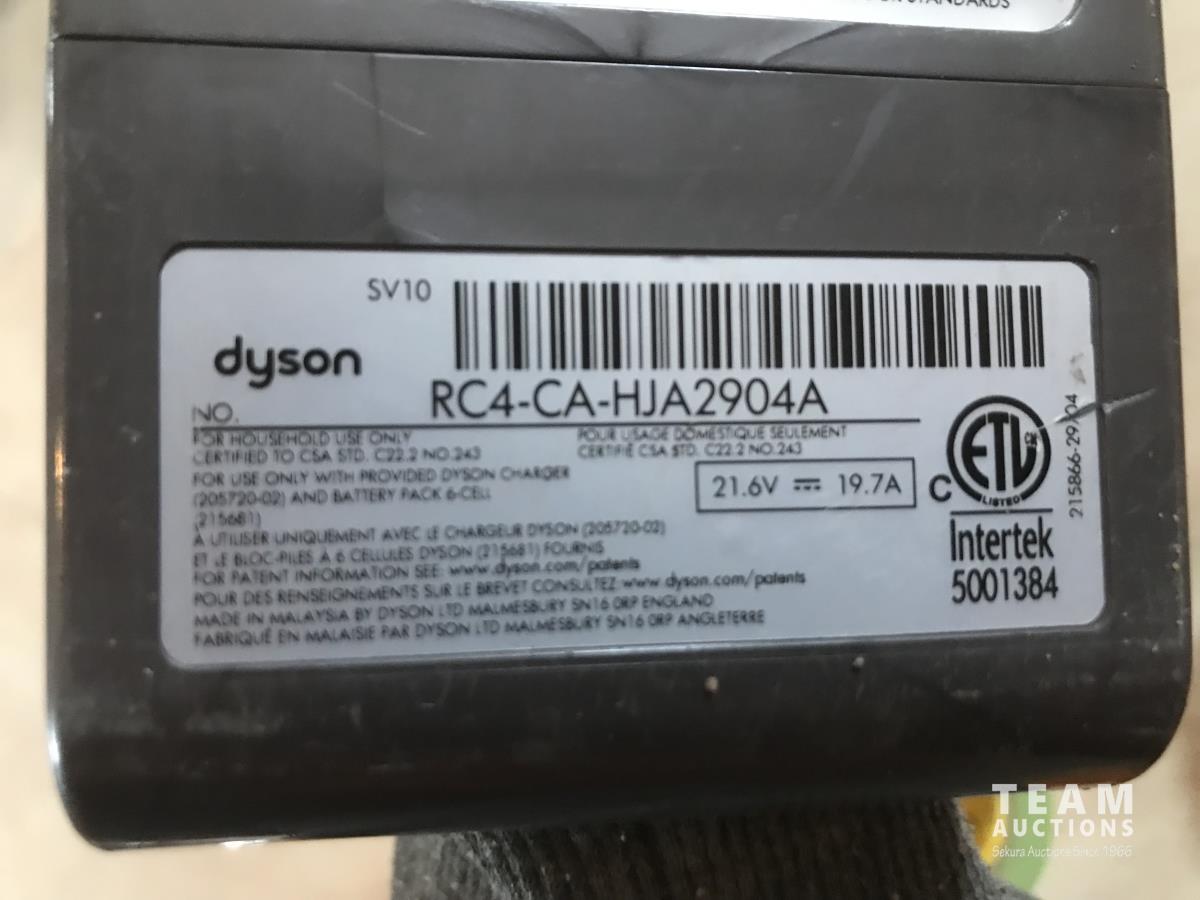 STANDARDS
SV10
dyson
NO. RC4-CA-HJA2904A
FOR HOUSEHOLD USE ONLY
CERTIFIED TO CSA STD. C22.2 NO.243
POUR USAGE DOMESTIQUE SEULEMENT
CERTIFIÉ CSA STD. C22.2 NO.243
FOR USE ONLY WITH PROVIDED DYSON CHARGER
(205720-02) AND BATTERY PACK 6-CELL
(215681)
21.6V ⎓ 19.7A
À UTILISER UNIQUEMENT AVEC LE CHARGEUR DYSON (205720-02)
ET LE BLOC-PILES À 6 CELLULES DYSON (215681) FOURNIS
FOR PATENT INFORMATION SEE: www.dyson.com/patents
POUR DES RENSEIGNEMENTS SUR LE BREVET CONSULTEZ:www.dyson.com/patents
MADE IN MALAYSIA BY DYSON LTD MALMESBURY SN16 0RP ENGLAND
FABRIQUÉ EN MALAISIE PAR DYSON LTD MALMESBURY SN16 0RP ANGLETERRE
C ETL CM
LISTED
Intertek
5001384
215866-29/04
TEAM
AUCTIONS
Sekura Auctions Since 1966